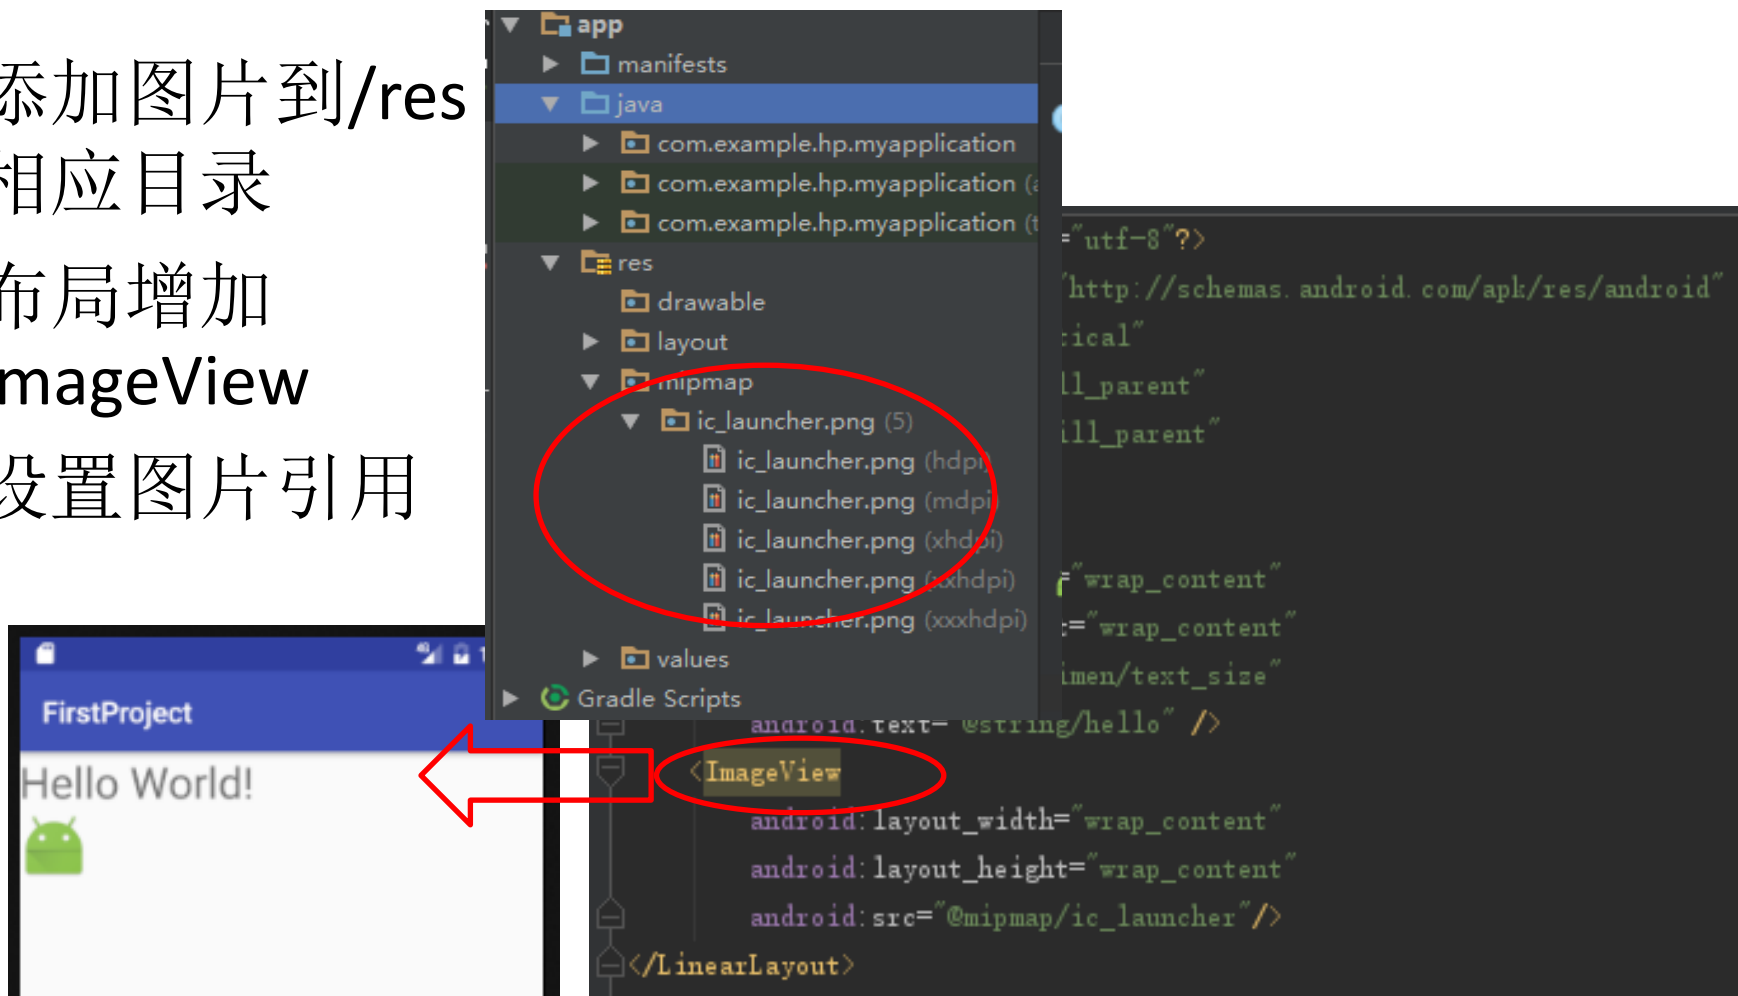 添加图片到/res
相应目录
布局增加
ImageView
设置图片引用
app
manifests
java
com.example.hp.myapplication
com.example.hp.myapplication (a
com.example.hp.myapplication (t
res
drawable
layout
mipmap
ic_launcher.png (5)
ic_launcher.png (hdpi)
ic_launcher.png (mdpi)
ic_launcher.png (xhdpi)
ic_launcher.png (xxhdpi)
ic_launcher.png (xxxhdpi)
values
Gradle Scripts
="utf-8"?>
"http://schemas.android.com/apk/res/android"
tical"
ll_parent"
ill_parent"
="wrap_content"
t="wrap_content"
imen/text_size"
android:text="@string/hello" />
<ImageView
android:layout_width="wrap_content"
android:layout_height="wrap_content"
android:src="@mipmap/ic_launcher"/>
</LinearLayout>
FirstProject
Hello World!